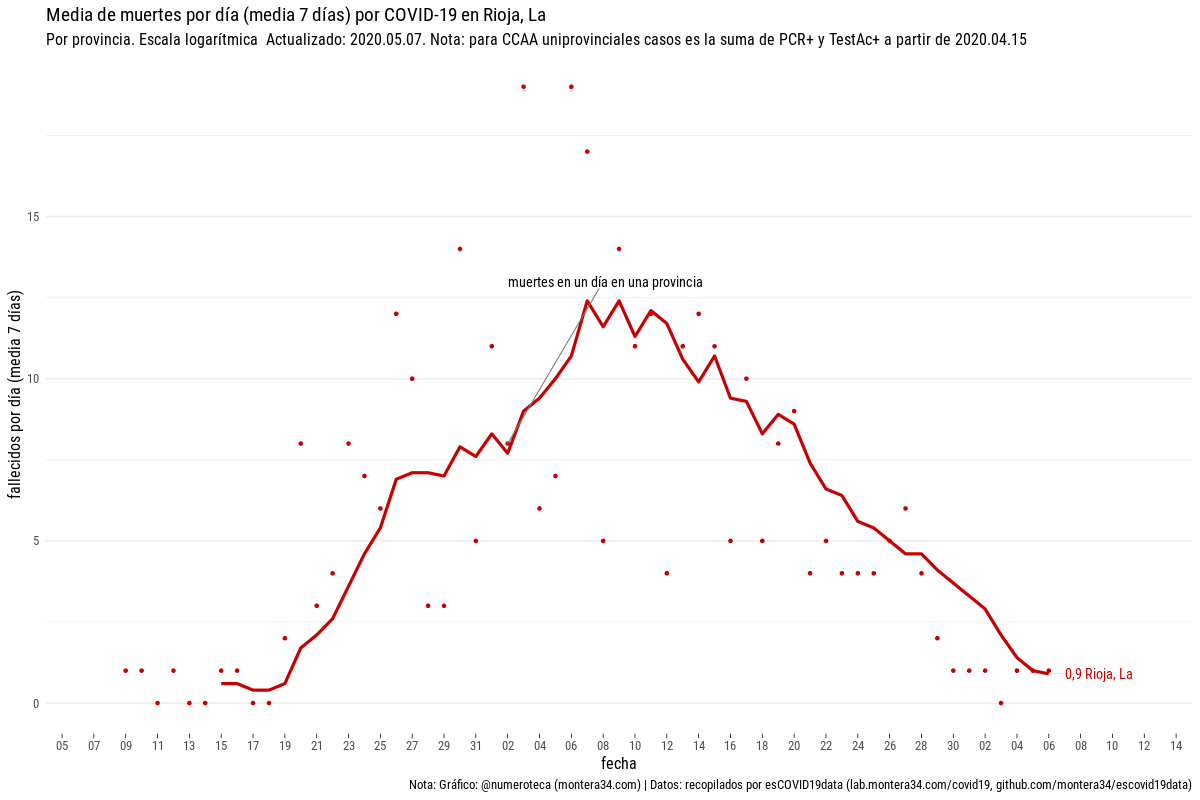 Media de muertes por día (media 7 días) por COVID-19 en Rioja, La
Por provincia. Escala logarítmica  Actualizado: 2020.05.07. Nota: para CCAA uniprovinciales casos es la suma de PCR+ y TestAc+ a partir de 2020.04.15
fallecidos por día (media 7 días)
15
10
5
0
muertes en un día en una provincia
0,9 Rioja, La
05 07 09 11 13 15 17 19 21 23 25 27 29 31 02 04 06 08 10 12 14 16 18 20 22 24 26 28 30 02 04 06 08 10 12 14
fecha
Nota: Gráfico: @numeroteca (montera34.com) | Datos: recopilados por esCOVID19data (lab.montera34.com/covid19, github.com/montera34/escovid19data)